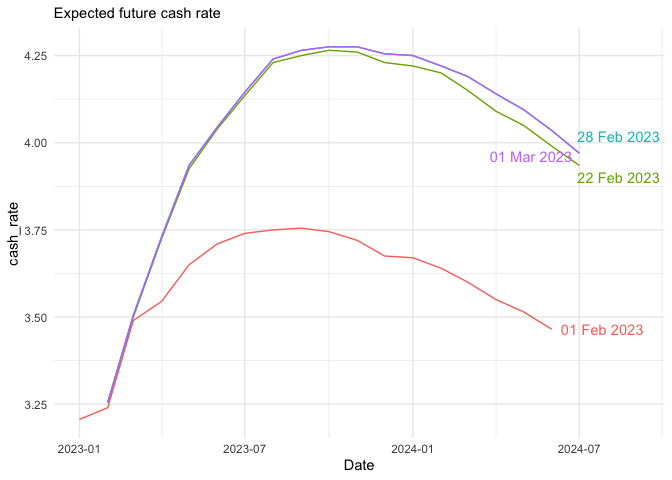 Expected future cash rate
4.25
4.00
3.75
3.50
3.25
cash_rate
28 Feb 2023
01 Mar 2023
22 Feb 2023
01 Feb 2023
2023-01
2023-07
2024-01
2024-07
Date